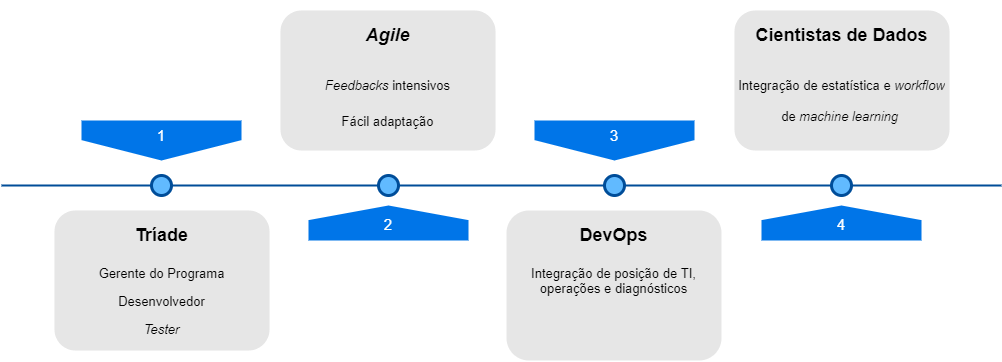 1
Tríade
Gerente do Programa
Desenvolvedor
Tester
Agile
Feedbacks intensivos
Fácil adaptação
2
3
DevOps
Integração de posição de TI,
operações e diagnósticos
Cientistas de Dados
Integração de estatística e workflow
de machine learning
4